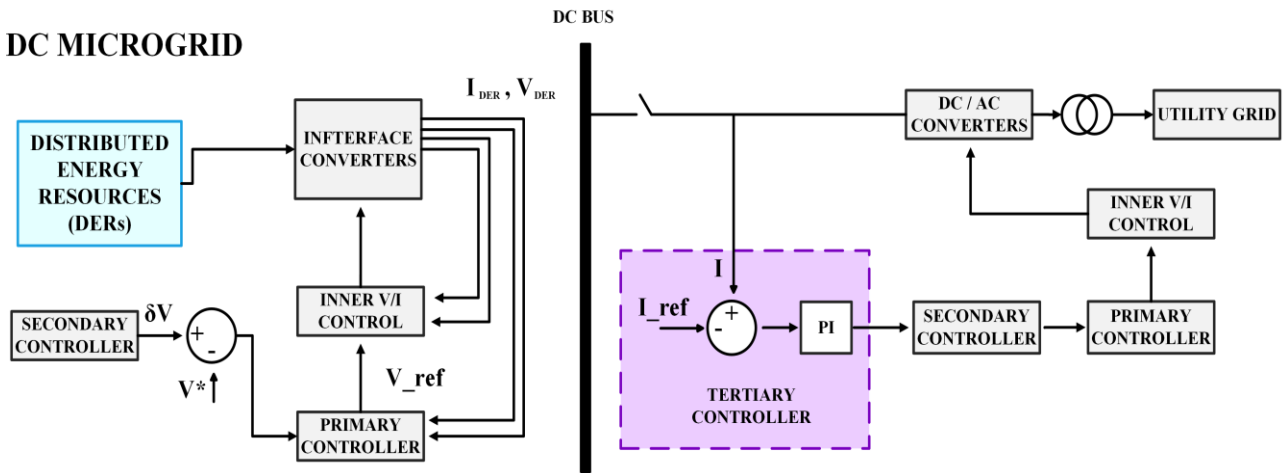 DC BUS
DC MICROGRID
I DER , V DER
DISTRIBUTED
ENERGY
RESOURCES
(DERs)
INFTERFACE
CONVERTERS
DC / AC
CONVERTERS
UTILITY GRID
INNER V/I
CONTROL
SECONDARY
CONTROLLER
δV
+
-
V*
INNER V/I
CONTROL
V_ref
PRIMARY
CONTROLLER
I
I_ref
+
-
PI
TERTIARY
CONTROLLER
SECONDARY
CONTROLLER
PRIMARY
CONTROLLER